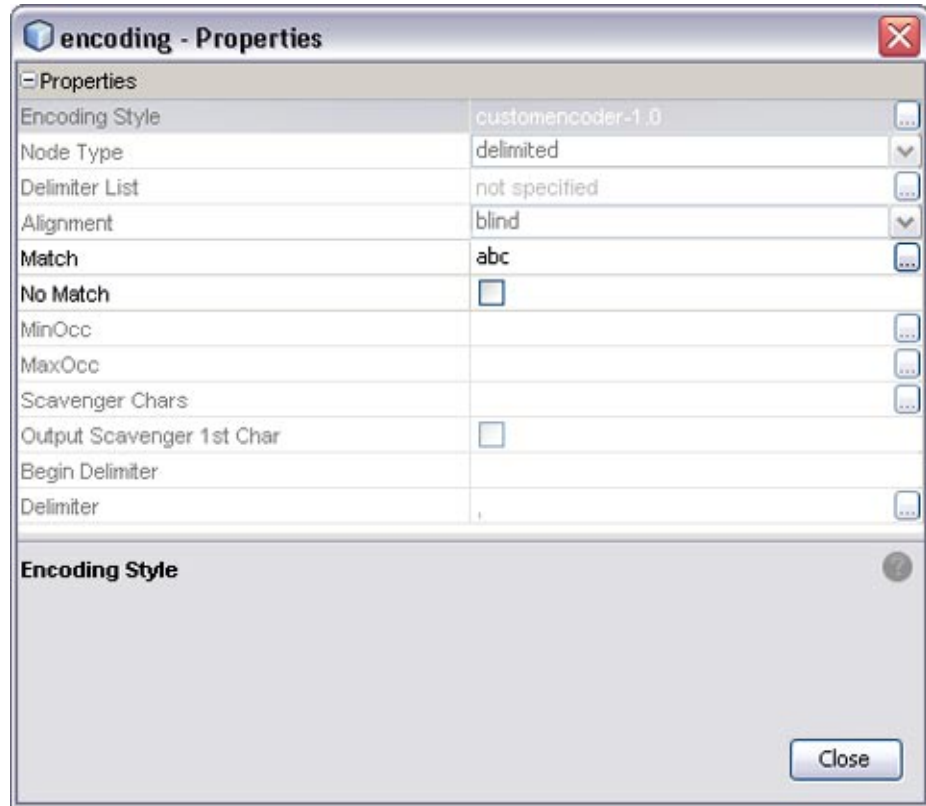 encoding - Properties
Properties
Encoding Style customencoder-1.0 ...
Node Type delimited
Delimiter List not specified ...
Alignment blind
Match abc ...
No Match
MinOcc ...
MaxOcc ...
Scavenger Chars ...
Output Scavenger 1st Char
Begin Delimiter
Delimiter , ...
Encoding Style ?
Close